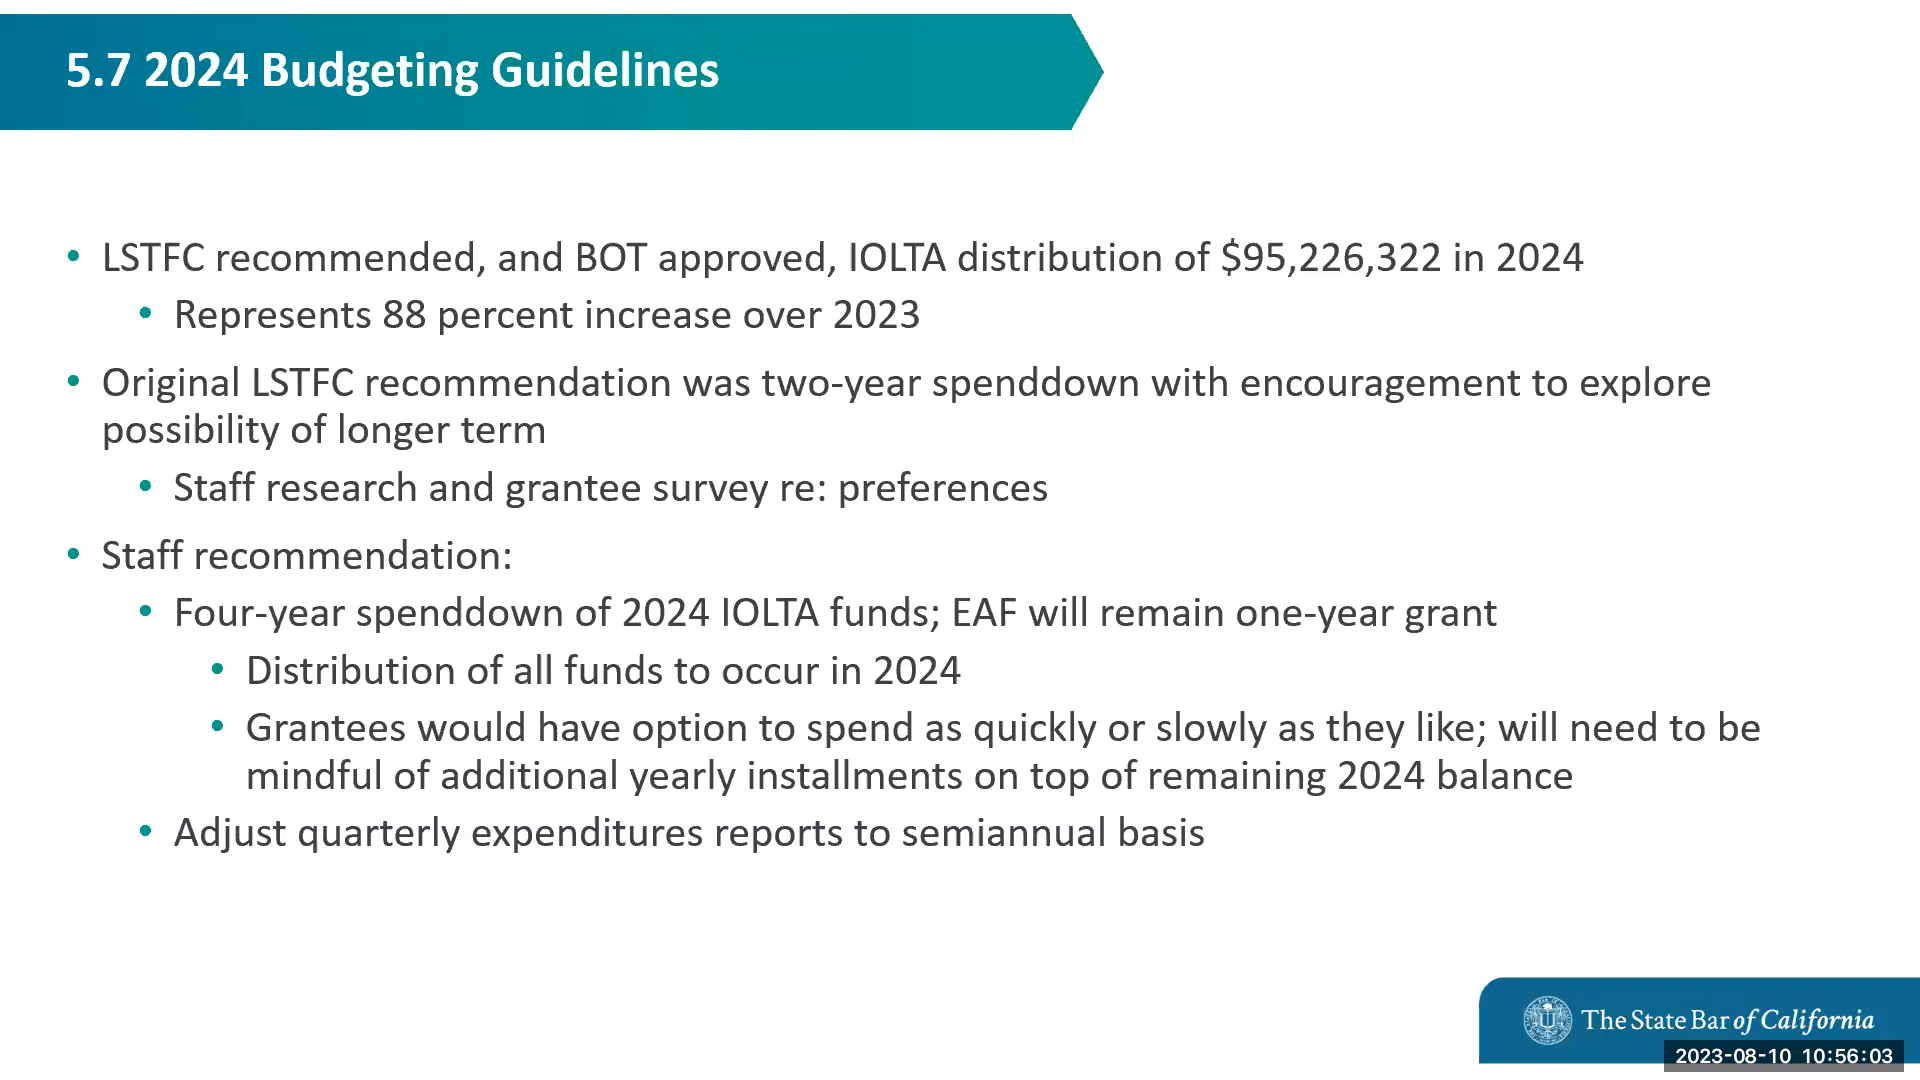 5.7 2024 Budgeting Guidelines
• LSTFC recommended, and BOT approved, IOLTA distribution of $95,226,322 in 2024
• Represents 88 percent increase over 2023
• Original LSTFC recommendation was two-year spenddown with encouragement to explore
possibility of longer term
• Staff research and grantee survey re: preferences
• Staff recommendation:
• Four-year spenddown of 2024 IOLTA funds; EAF will remain one-year grant
• Distribution of all funds to occur in 2024
• Grantees would have option to spend as quickly or slowly as they like; will need to be
mindful of additional yearly installments on top of remaining 2024 balance
• Adjust quarterly expenditures reports to semiannual basis
The State Bar of California
2023-08-10 10:56:03